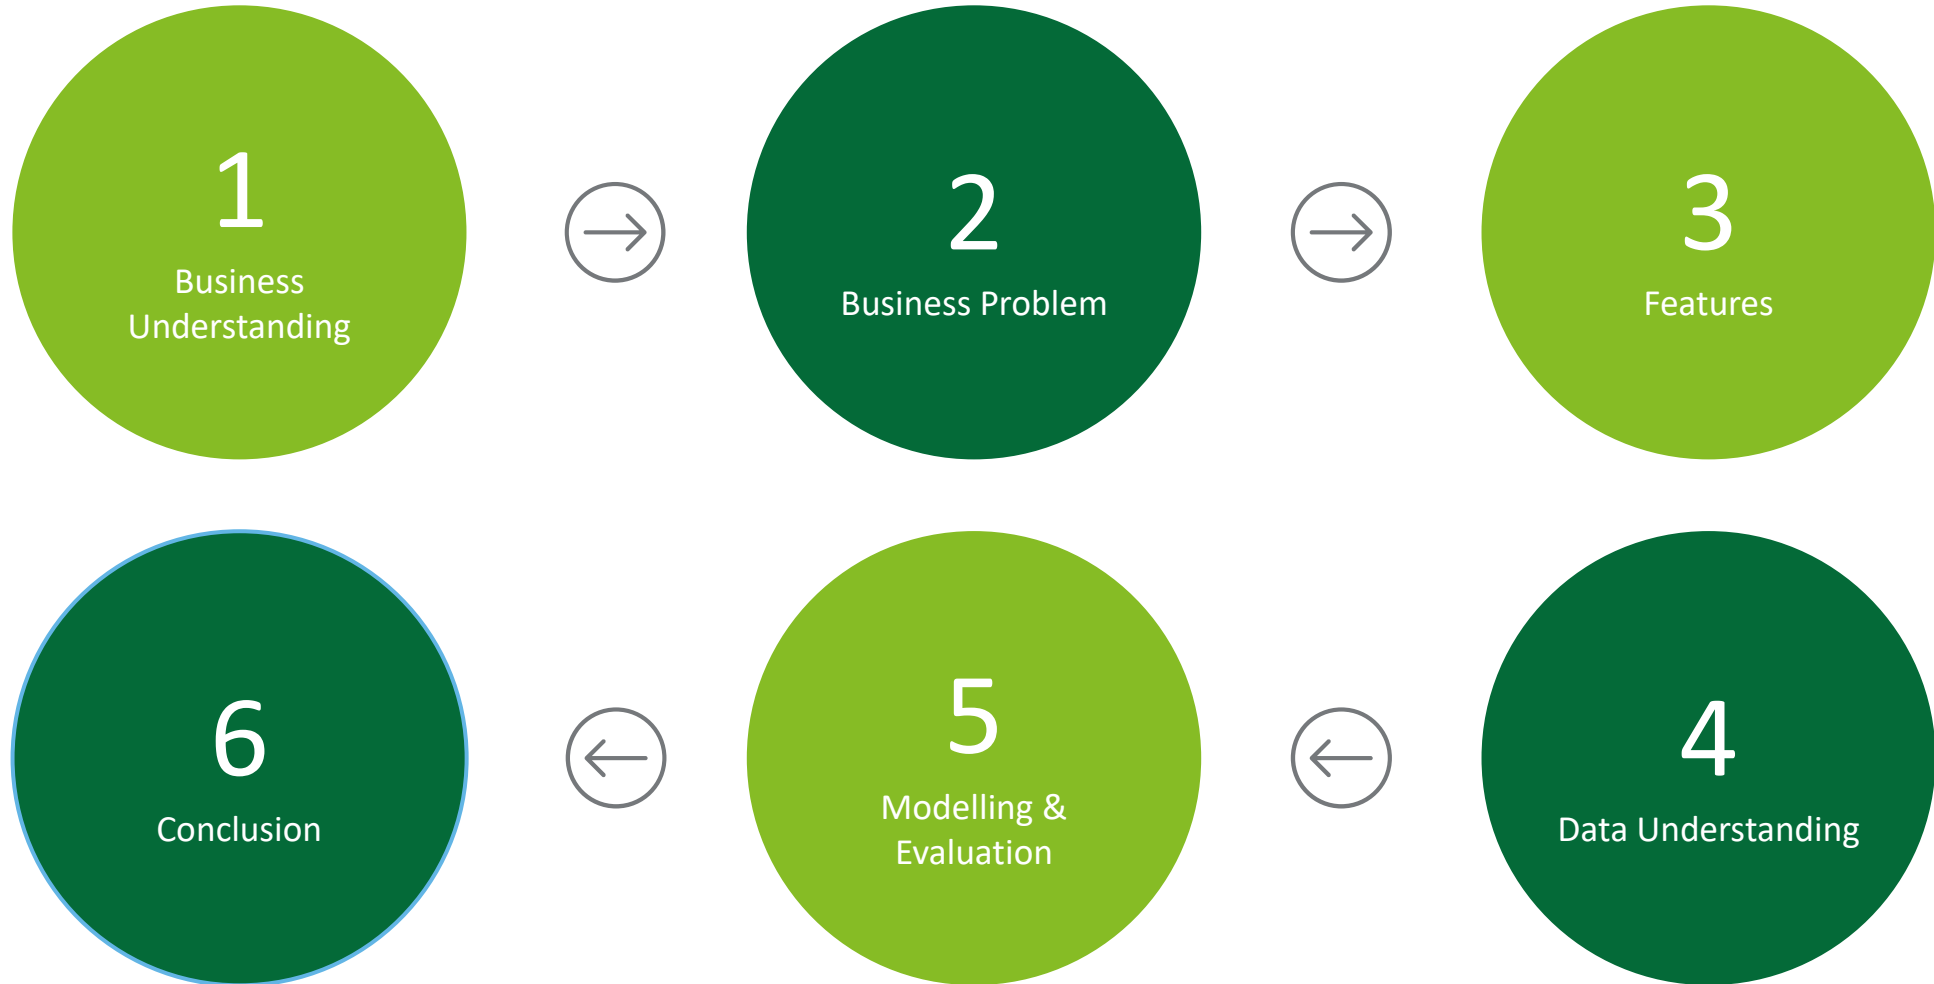 1
Business
Understanding
2
Business Problem
3
Features
4
Data Understanding
5
Modelling &
Evaluation
6
Conclusion